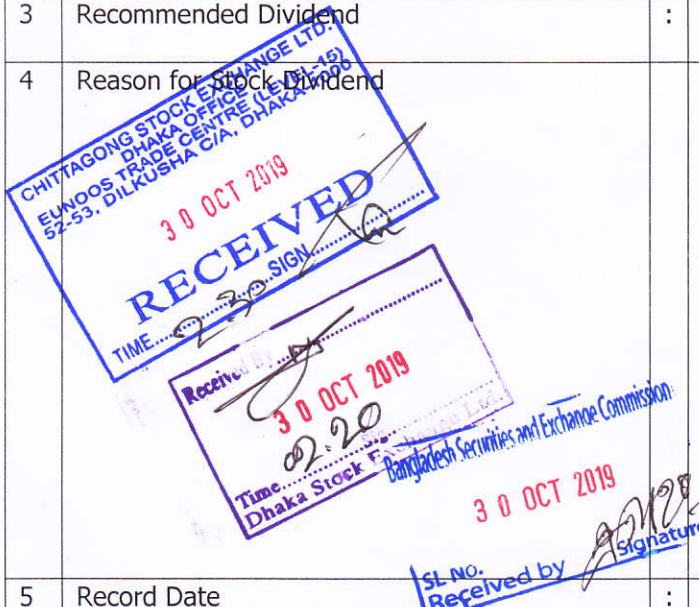 3 Recommended Dividend :
4 Reason for Stock Dividend
CHITTAGONG STOCK EXCHANGE LTD.
DHAKA OFFICE
EUNOOS TRADE CENTRE (LEVEL-15)
52-53, DILKUSHA C/A, DHAKA-1000
30 OCT 2019
RECEIVED
SIGN
TIME 2.30
Received By
30 OCT 2019
02.20
Sig
Time
Dhaka Stock Exchange Ltd.
Bangladesh Securities and Exchange Commission
30 OCT 2019
Signature
SL NO.
Received by
5 Record Date :